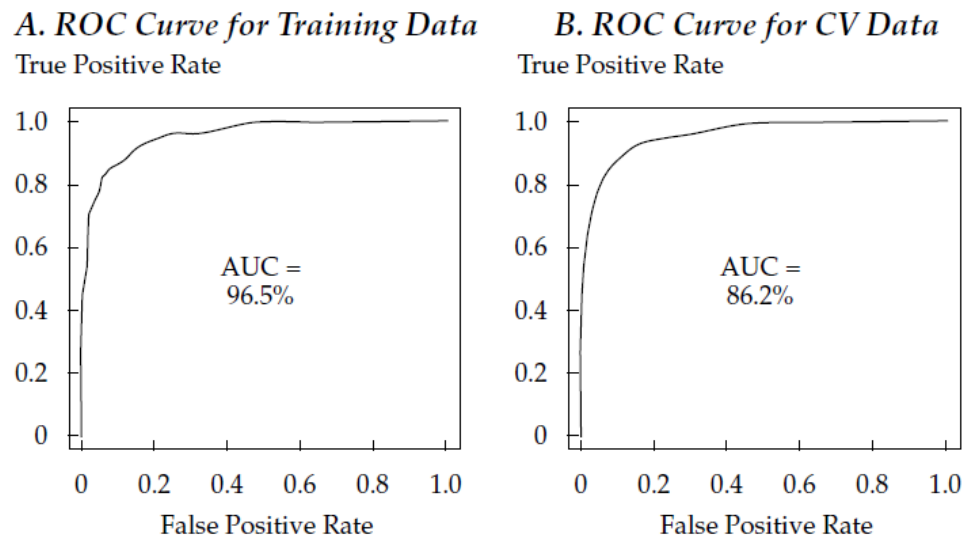 A. ROC Curve for Training Data
True Positive Rate
1.0
0.8
0.6
0.4
0.2
0
AUC =
96.5%
0 0.2 0.4 0.6 0.8 1.0
False Positive Rate
B. ROC Curve for CV Data
True Positive Rate
1.0
0.8
0.6
0.4
0.2
0
AUC =
86.2%
0 0.2 0.4 0.6 0.8 1.0
False Positive Rate